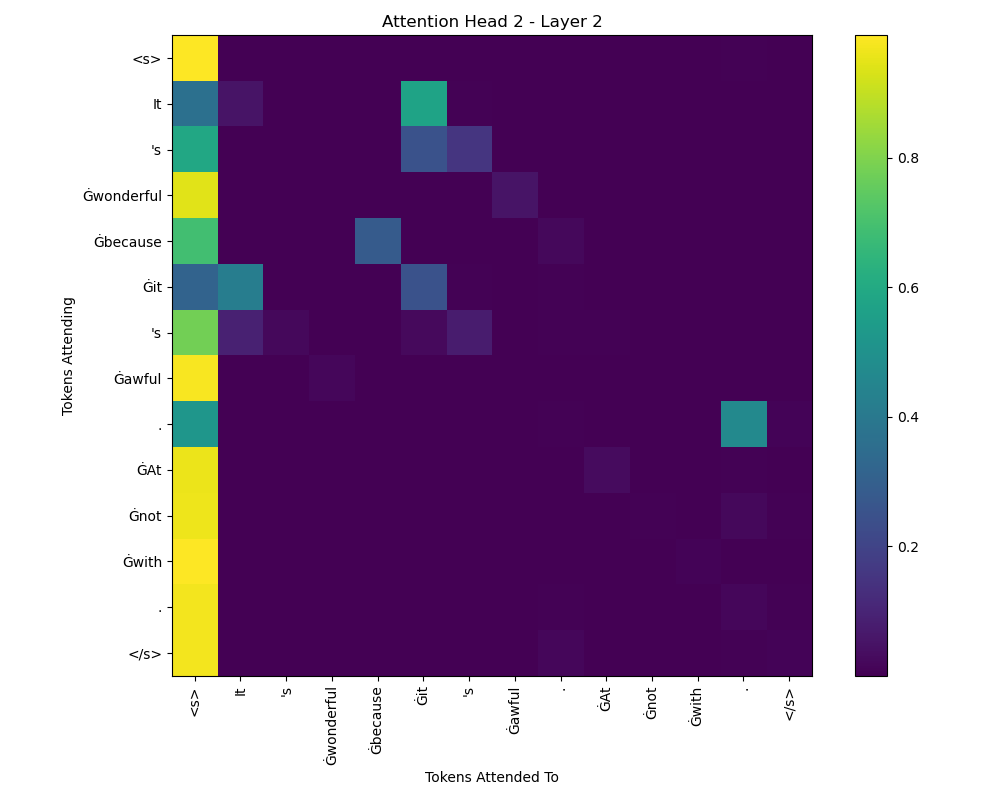 Attention Head 2 - Layer 2
<s>
It
's
Ġwonderful
Ġbecause
Ġit
's
Ġawful
.
ĠAt
Ġnot
Ġwith
.
</s>
Tokens Attending
<s>
It
's
Ġwonderful
Ġbecause
Ġit
's
Ġawful
.
ĠAt
Ġnot
Ġwith
.
</s>
Tokens Attended To
0.8
0.6
0.4
0.2